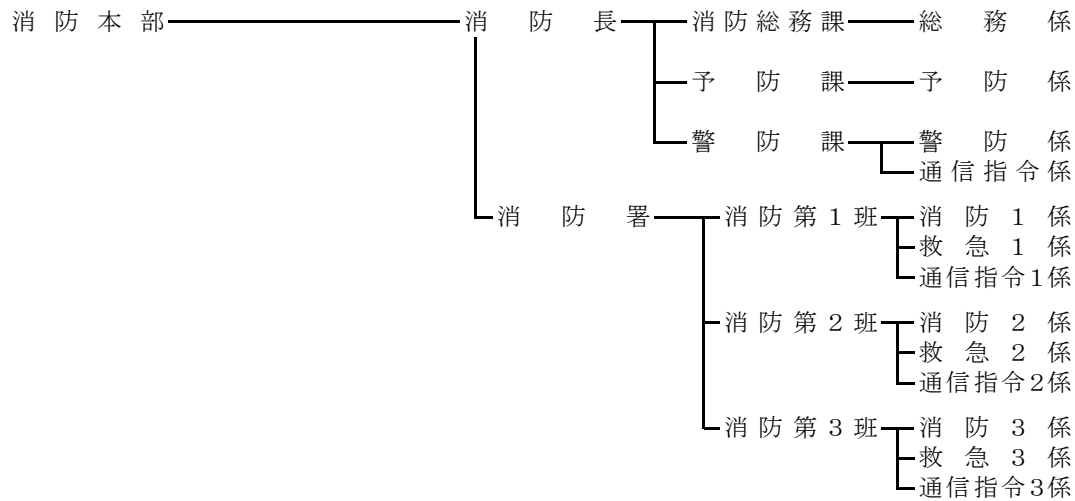 消防本部 消防長 消防総務課 総務係
予防課 予防係
警防課 警防係
通信指令係
消防署 消防第１班 消防１係
救急１係
通信指令１係
消防第２班 消防２係
救急２係
通信指令２係
消防第３班 消防３係
救急３係
通信指令３係